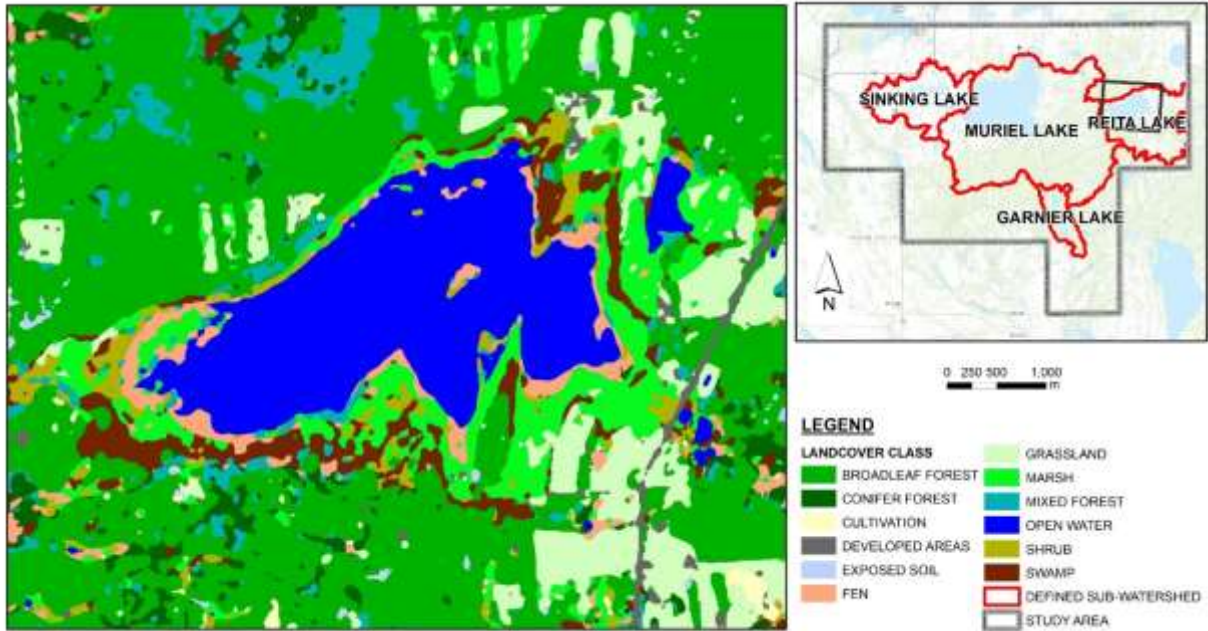 SINKING LAKE
MURIEL LAKE
REITA LAKE
GARNIER LAKE
N
0 250 500 1,000
m
LEGEND
LANDCOVER CLASS
BROADLEAF FOREST
CONIFER FOREST
CULTIVATION
DEVELOPED AREAS
EXPOSED SOIL
FEN
GRASSLAND
MARSH
MIXED FOREST
OPEN WATER
SHRUB
SWAMP
DEFINED SUB-WATERSHED
STUDY AREA